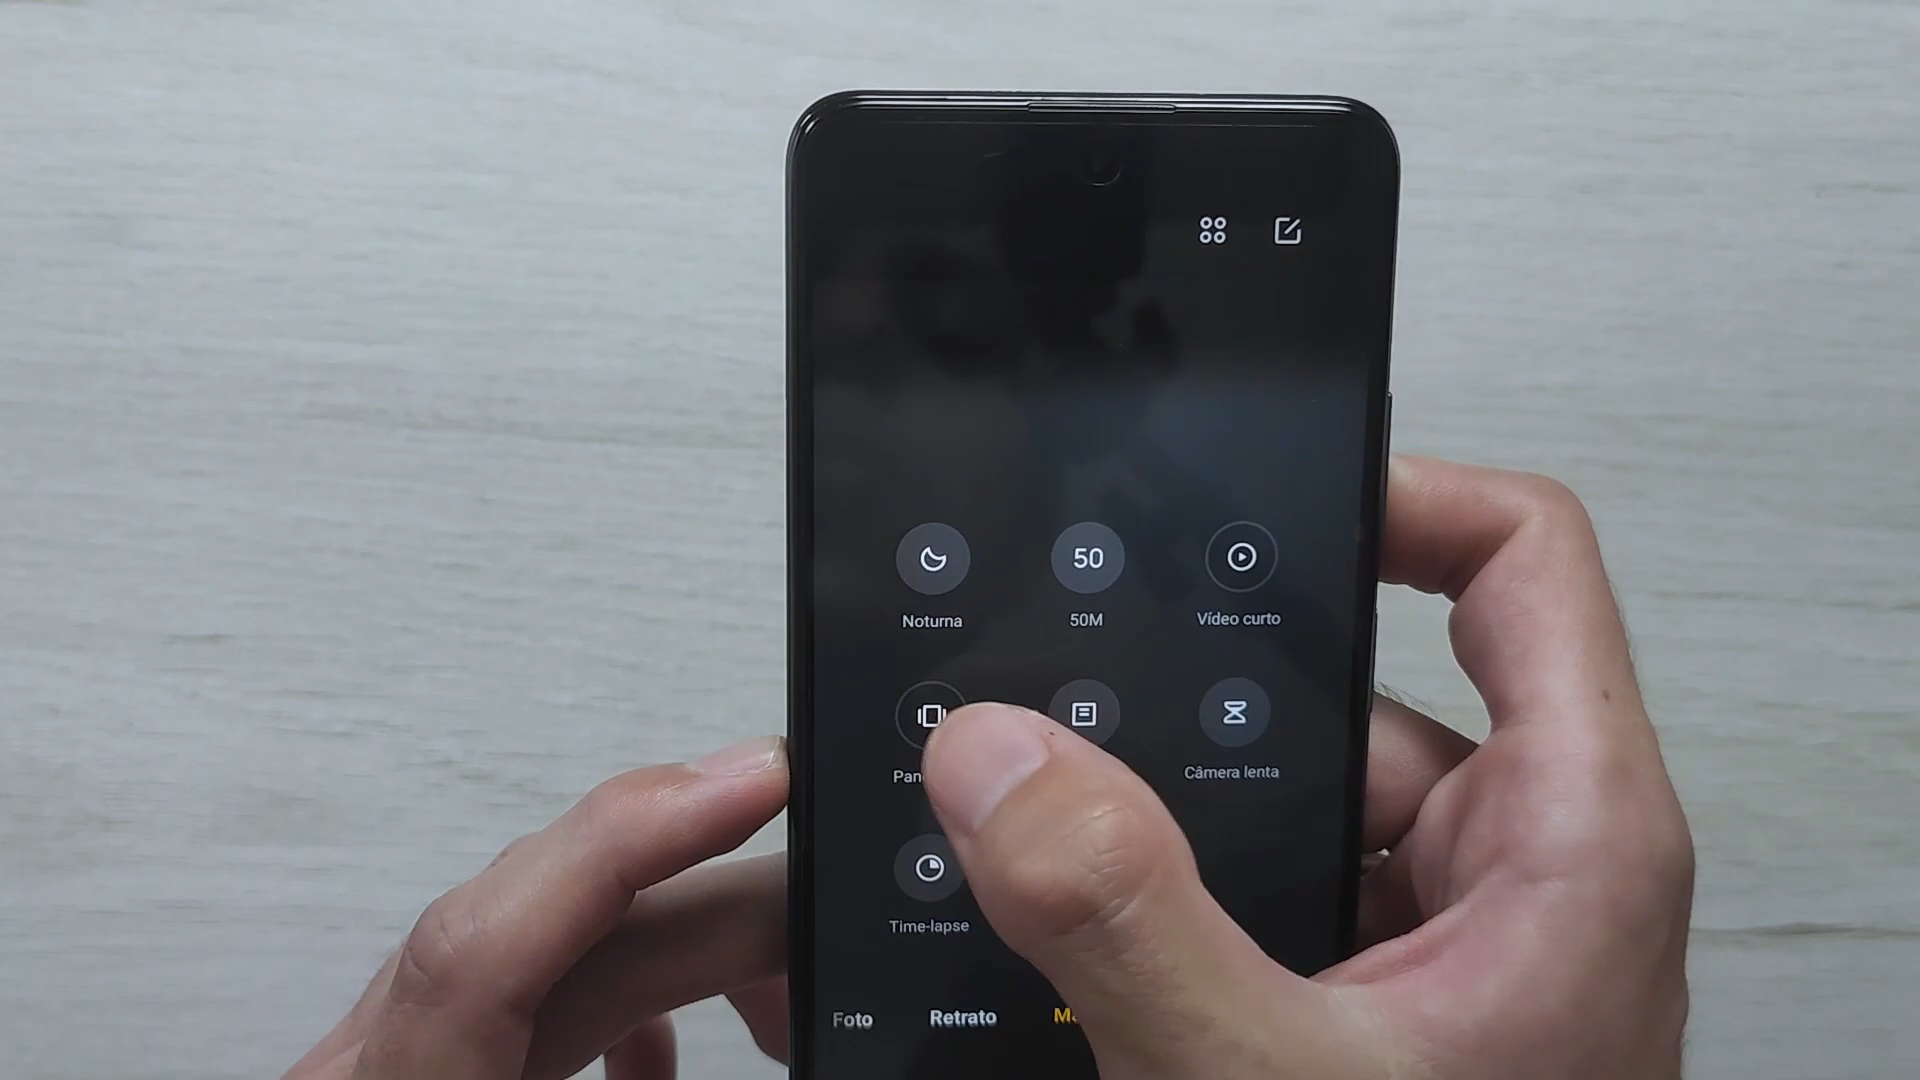 50
Noturna
50M
Vídeo curto
Câmera lenta
Time-lapse
Foto
Retrato